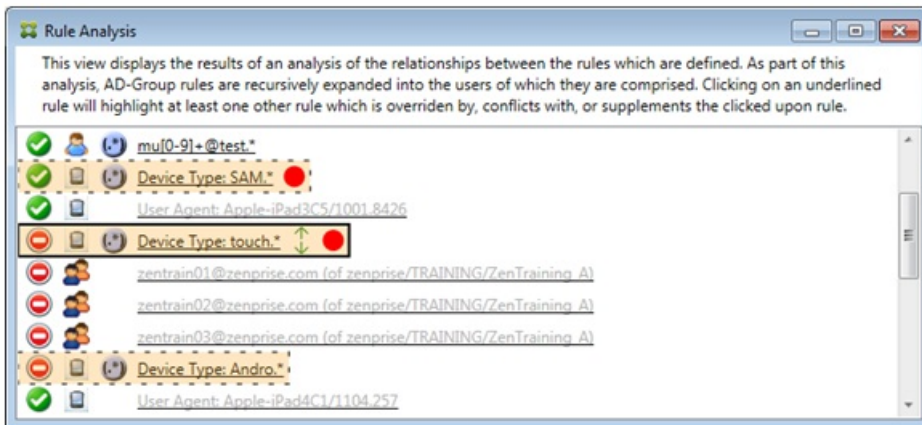 Rule Analysis
This view displays the results of an analysis of the relationships between the rules which are defined. As part of this
analysis, AD-Group rules are recursively expanded into the users of which they are comprised. Clicking on an underlined
rule will highlight at least one other rule which is overriden by, conflicts with, or supplements the clicked upon rule.
(.*) mu[0-9]+@test.*
(.*) Device Type: SAM.*
User Agent: Apple-iPad3C5/1001.8426
(.*) Device Type: touch.*
zentrain01@zenprise.com (of zenprise/TRAINING/ZenTraining A)
zentrain02@zenprise.com (of zenprise/TRAINING/ZenTraining A)
zentrain03@zenprise.com (of zenprise/TRAINING/ZenTraining A)
(.*) Device Type: Andro.*
User Agent: Apple-iPad4C1/1104.257